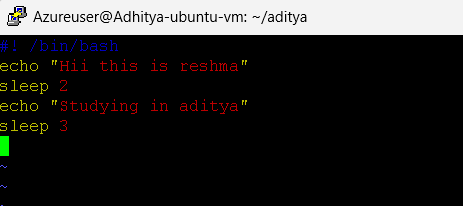 Azureuser@Adhitya-ubuntu-vm: ~/aditya
#! /bin/bash
echo "Hii this is reshma"
sleep 2
echo "Studying in aditya"
sleep 3
~
~